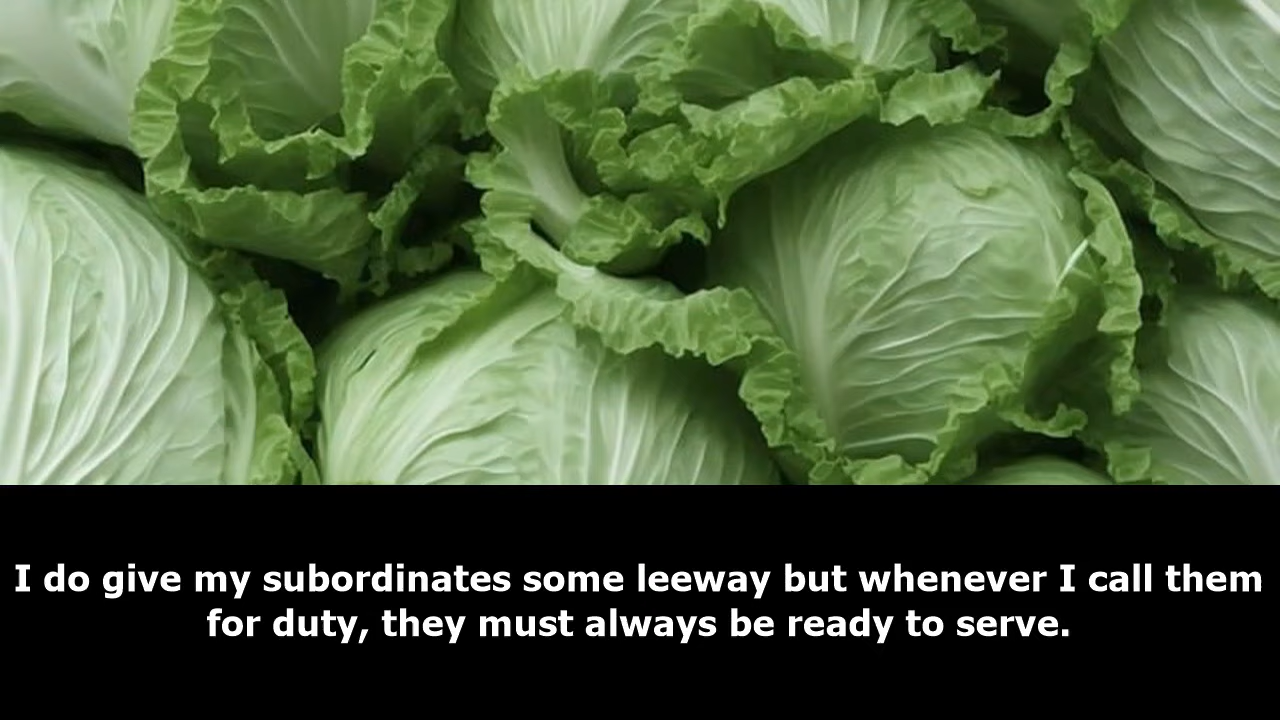 I do give my subordinates some leeway but whenever I call them
for duty, they must always be ready to serve.